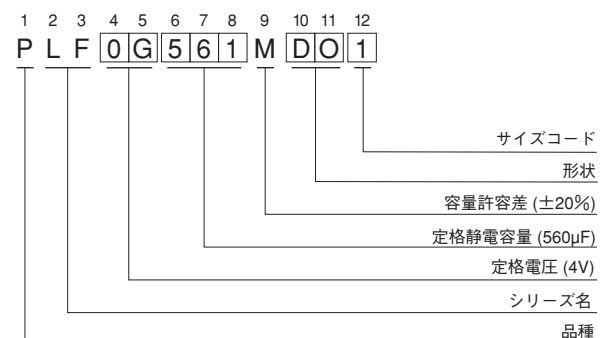 1 2 3 4 5 6 7 8 9 10 11 12
P L F 0 G 5 6 1 M D O 1
サイズコード
形状
容量許容差 (±20%)
定格静電容量 (560μF)
定格電圧 (4V)
シリーズ名
品種